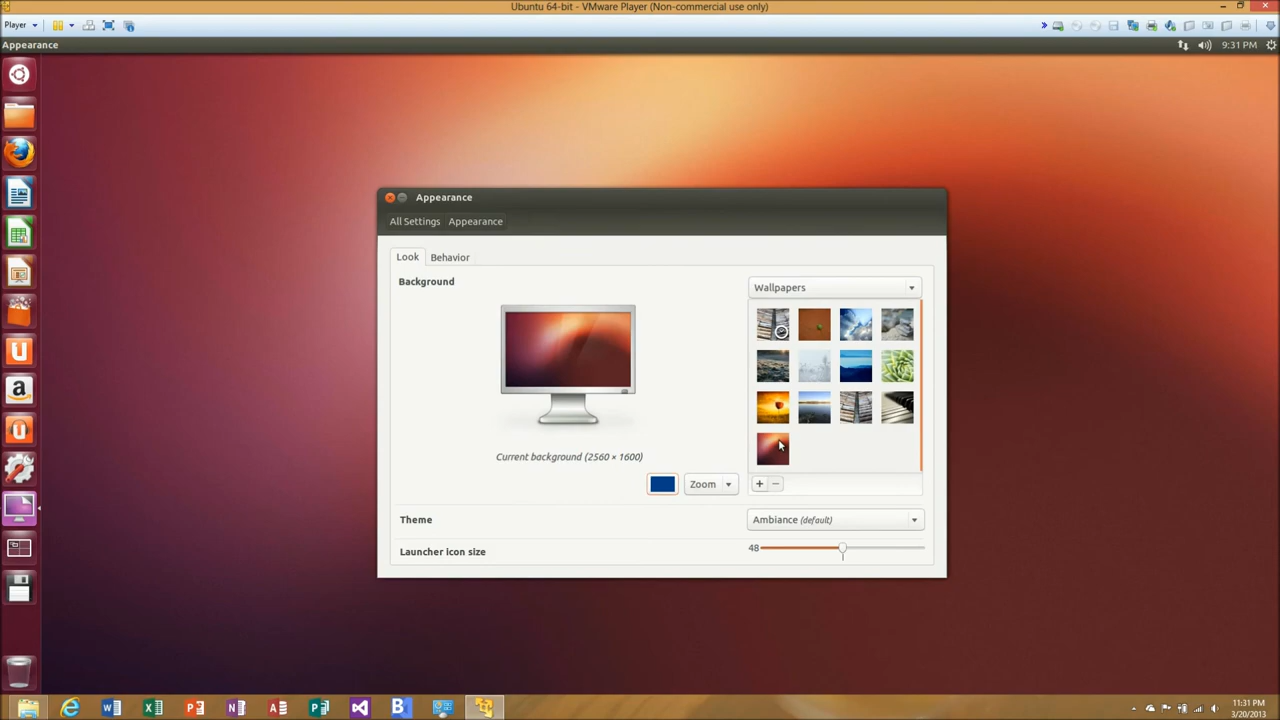 Ubuntu 64-bit - VMware Player (Non-commercial use only)
Player
Appearance
9:31 PM
Appearance
All Settings Appearance
Look Behavior
Background
Wallpapers
Current background (2560 × 1600)
Zoom
+ −
Theme
Ambiance (default)
Launcher icon size
48
11:31 PM
3/20/2013